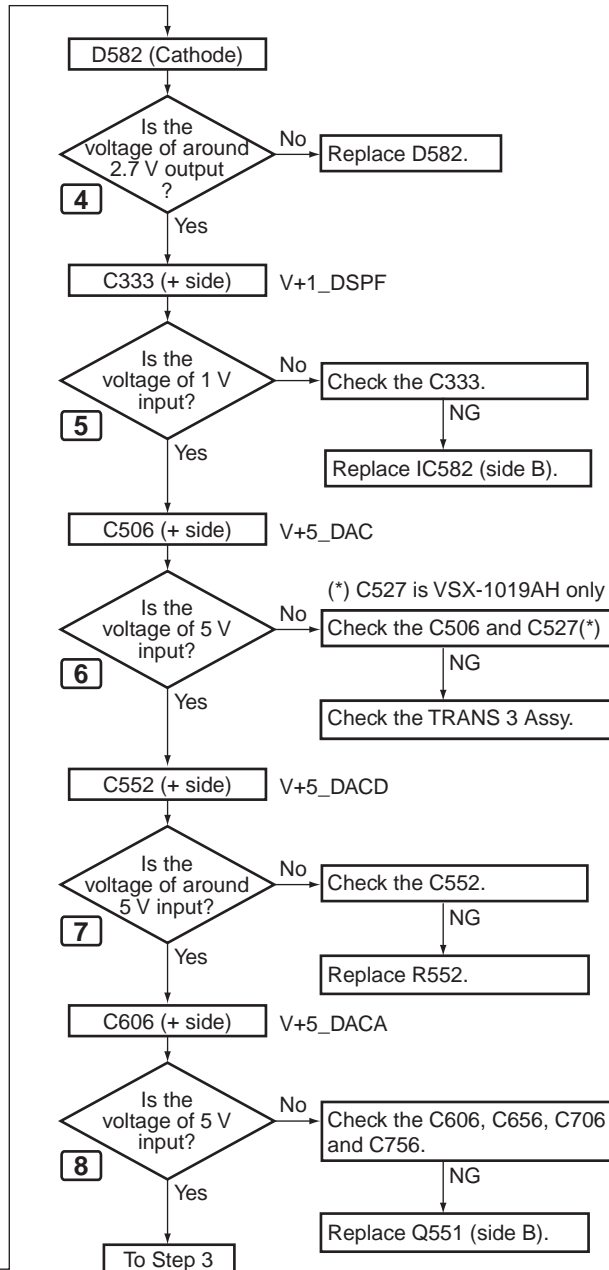 D582 (Cathode)
Is the
voltage of around
2.7 V output
?
4
No
Replace D582.
Yes
C333 (+ side)
V+1_DSPF
Is the
voltage of 1 V
input?
5
No
Check the C333.
NG
Replace IC582 (side B).
Yes
C506 (+ side)
V+5_DAC
(*) C527 is VSX-1019AH only
Is the
voltage of 5 V
input?
6
No
Check the C506 and C527(*)
NG
Check the TRANS 3 Assy.
Yes
C552 (+ side)
V+5_DACD
Is the
voltage of around
5 V input?
7
No
Check the C552.
NG
Replace R552.
Yes
C606 (+ side)
V+5_DACA
Is the
voltage of 5 V
input?
8
No
Check the C606, C656, C706
and C756.
NG
Replace Q551 (side B).
Yes
To Step 3